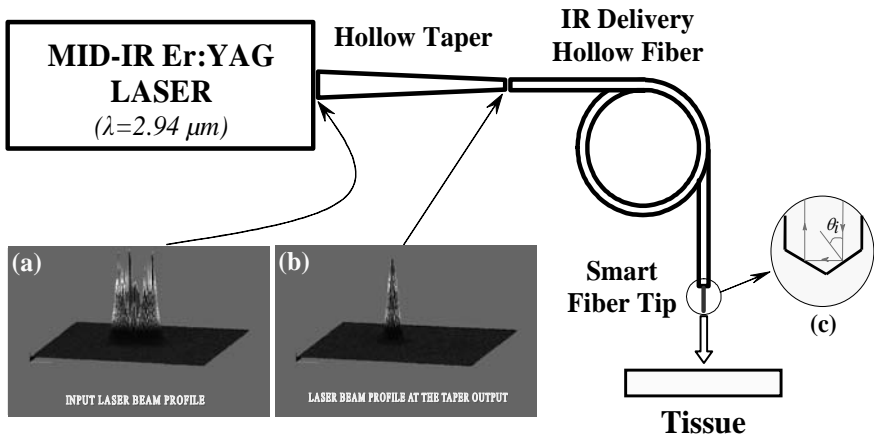 MID-IR Er:YAG
LASER
(λ=2.94 μm)
Hollow Taper
IR Delivery
Hollow Fiber
(a)
INPUT LASER BEAM PROFILE
(b)
LASER BEAM PROFILE AT THE TAPER OUTPUT
Smart
Fiber Tip
θi
(c)
Tissue